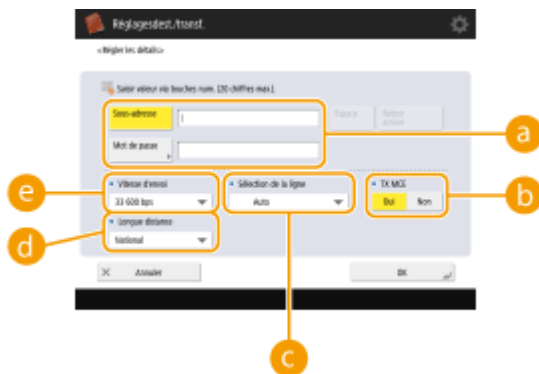 Réglagesdest./transf.
<Régler les détails>
Saisir valeur via touches num. (20 chiffres max.)
Sous-adresse
Espace
Retour arrière
Mot de passe
a
Vitesse d'envoi
Sélection de la ligne
TX MCE
33 600 bps
Auto
Oui
Non
e
b
Longue distance
National
d
Annuler
OK
c